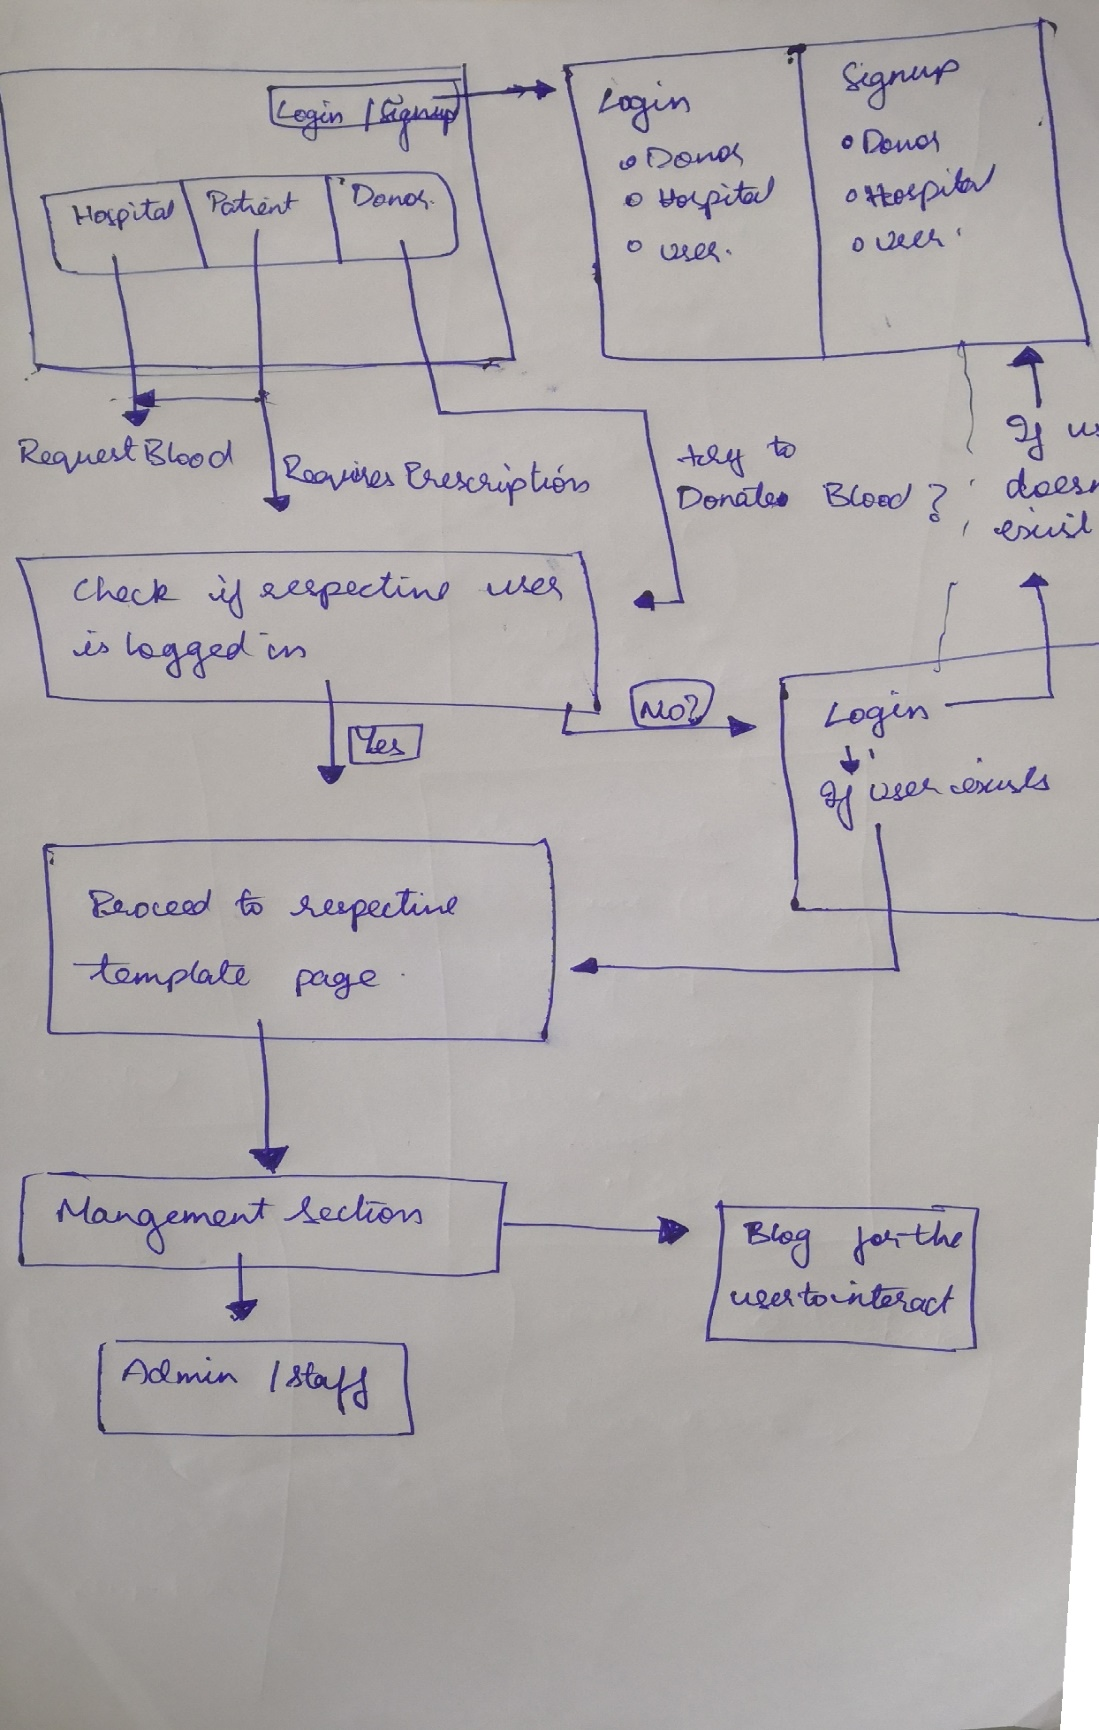 Login / Signup
Hospital
Patient
Donor.
Login
Donor
Hospital
user.
Signup
Donor
Hospital
user.
Request Blood
Requires Prescription
try to
Donate Blood ?
If us
doesn
exist
Check if respective user
is logged in
No?
Yes
Login
If user exists
Proceed to respective
template page.
Mangement Section
Blog for the
user to interact
Admin / Staff